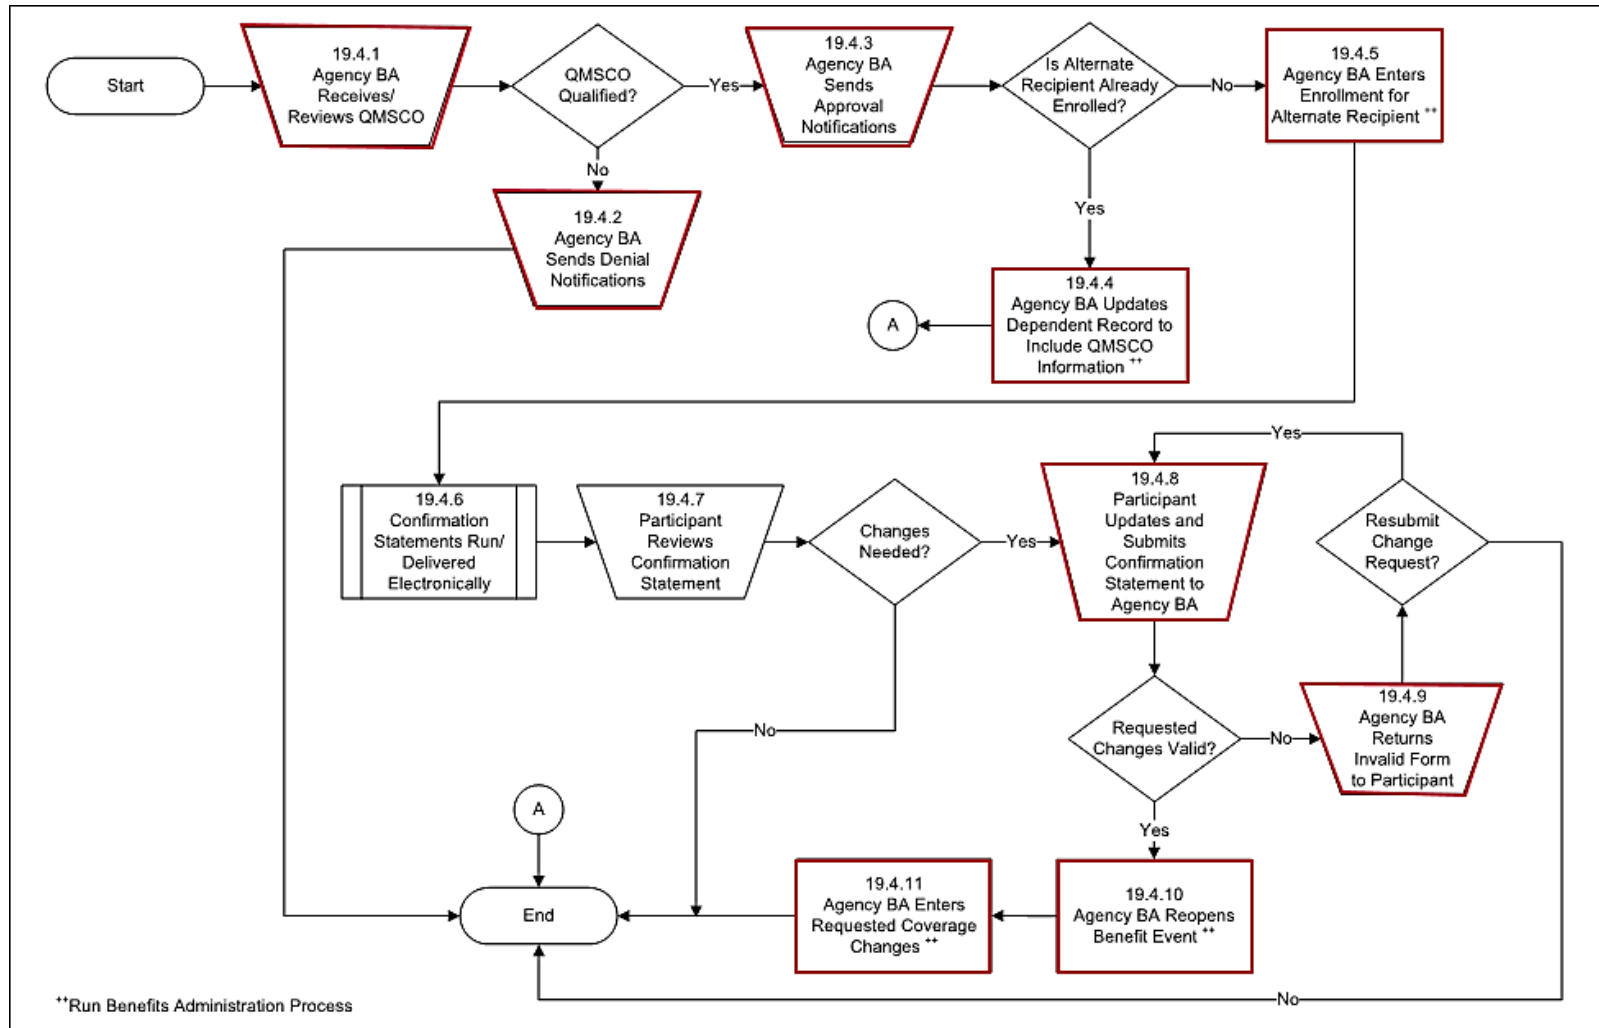 Start
19.4.1
Agency BA
Receives/
Reviews QMSCO
QMSCO
Qualified?
Yes
19.4.3
Agency BA
Sends
Approval
Notifications
Is Alternate
Recipient Already
Enrolled?
No
19.4.5
Agency BA Enters
Enrollment for
Alternate Recipient ++
No
19.4.2
Agency BA
Sends Denial
Notifications
Yes
19.4.4
Agency BA Updates
Dependent Record to
Include QMSCO
Information ++
A
19.4.6
Confirmation
Statements Run/
Delivered
Electronically
19.4.7
Participant
Reviews
Confirmation
Statement
Changes
Needed?
Yes
19.4.8
Participant
Updates and
Submits
Confirmation
Statement to
Agency BA
Yes
Resubmit
Change
Request?
No
Requested
Changes Valid?
No
19.4.9
Agency BA
Returns
Invalid Form
to Participant
Yes
A
End
19.4.11
Agency BA Enters
Requested Coverage
Changes ++
19.4.10
Agency BA Reopens
Benefit Event ++
No
++Run Benefits Administration Process